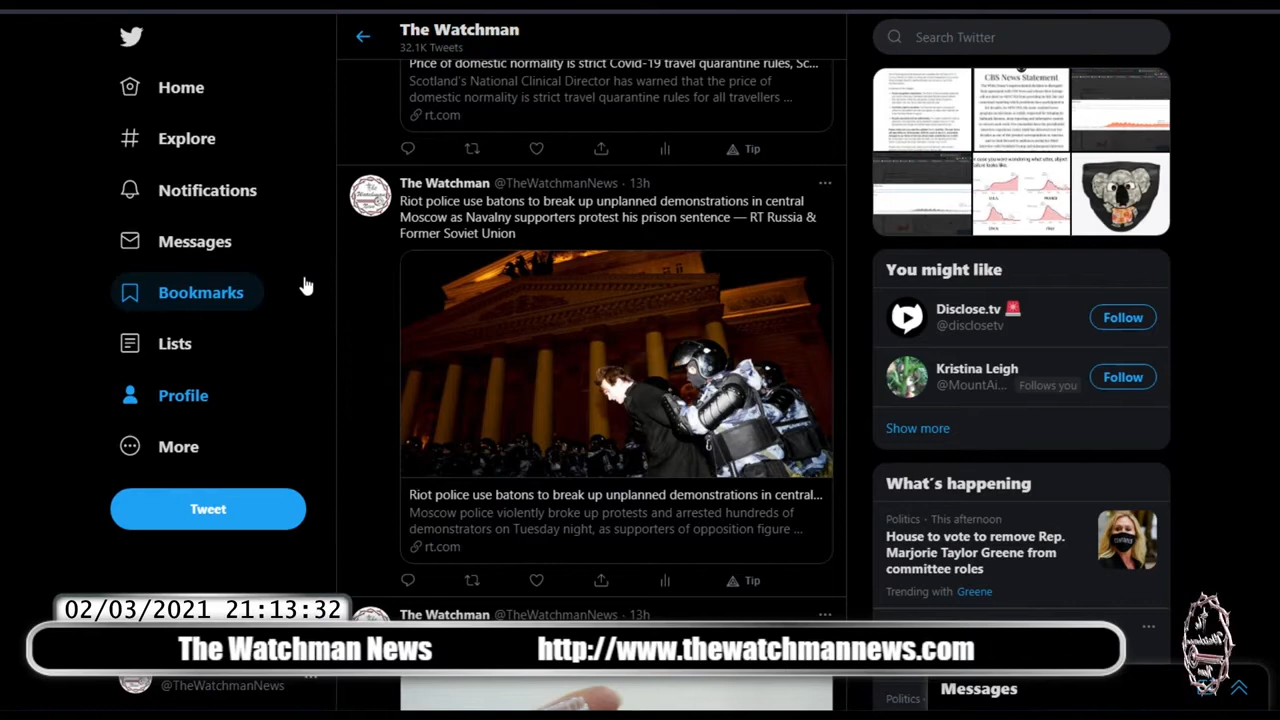 The Watchman
32.1K Tweets
Search Twitter
Home
Explore
Notifications
Messages
Bookmarks
Lists
Profile
More
Tweet
Price of domestic normality is strict Covid-19 travel quarantine rules, Sc...
Scotland's National Clinical Director has warned that the price of
domestic normality is strict travel quarantine rules for all travellers ...
rt.com
Tip
The Watchman @TheWatchmanNews · 13h
Riot police use batons to break up unplanned demonstrations in central
Moscow as Navalny supporters protest his prison sentence — RT Russia &
Former Soviet Union
Riot police use batons to break up unplanned demonstrations in central...
Moscow police violently broke up protests and arrested hundreds of
demonstrators on Tuesday night, as supporters of opposition figure ...
rt.com
Tip
The Watchman @TheWatchmanNews · 13h
CBS News Statement
You might like
Disclose.tv
@disclosetv
Follow
Kristina Leigh
@MountAi... Follows you
Follow
Show more
What's happening
Politics · This afternoon
House to vote to remove Rep.
Marjorie Taylor Greene from
committee roles
Trending with Greene
02/03/2021 21:13:32
The Watchman News http://www.thewatchmannews.com
@TheWatchmanNews
Politics ·
Messages